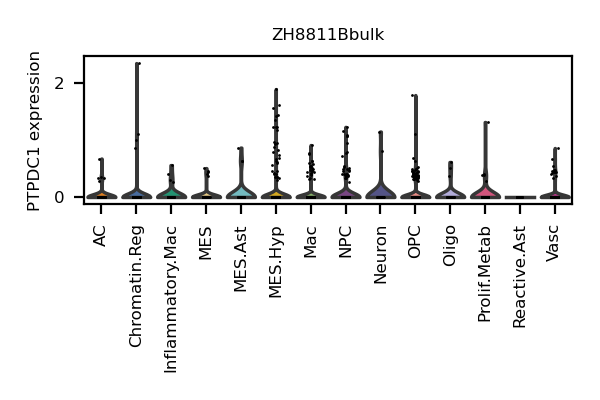 ZH8811Bbulk
PTPDC1 expression
2
0
AC
Chromatin.Reg
Inflammatory.Mac
MES
MES.Ast
MES.Hyp
Mac
NPC
Neuron
OPC
Oligo
Prolif.Metab
Reactive.Ast
Vasc